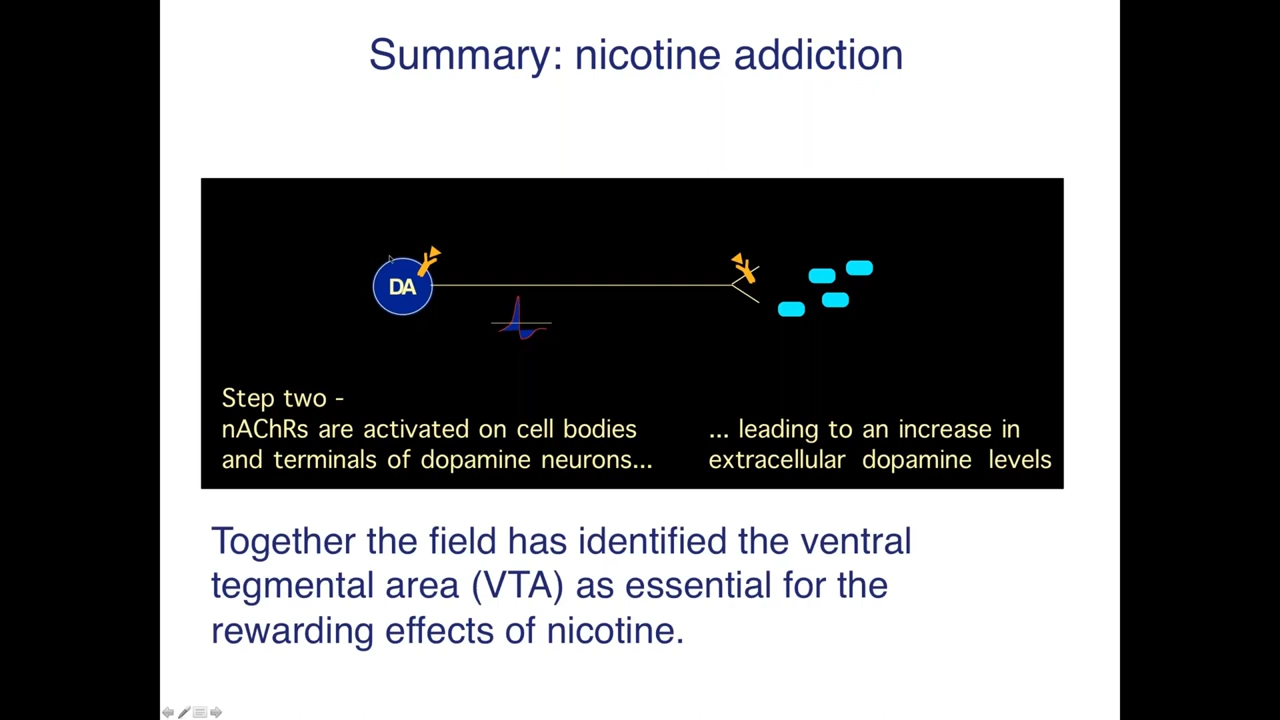 Summary: nicotine addiction
DA
Step two -
nAChRs are activated on cell bodies
and terminals of dopamine neurons...
... leading to an increase in
extracellular dopamine levels
Together the field has identified the ventral
tegmental area (VTA) as essential for the
rewarding effects of nicotine.